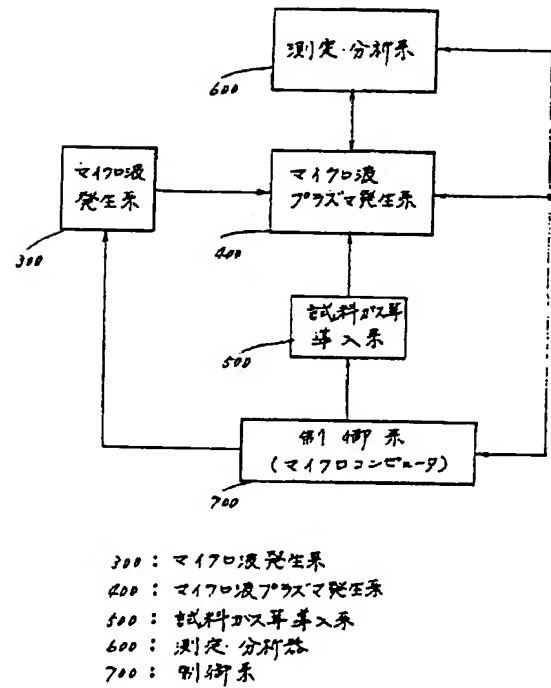 測定・分析系
600
マイクロ波
発生系
300
マイクロ波
プラズマ発生系
400
試料ガス等
導入系
500
制御系
(マイクロコンピュータ)
700
300 : マイクロ波発生系
400 : マイクロ波プラズマ発生系
500 : 試料ガス等導入系
600 : 測定・分析器
700 : 制御系